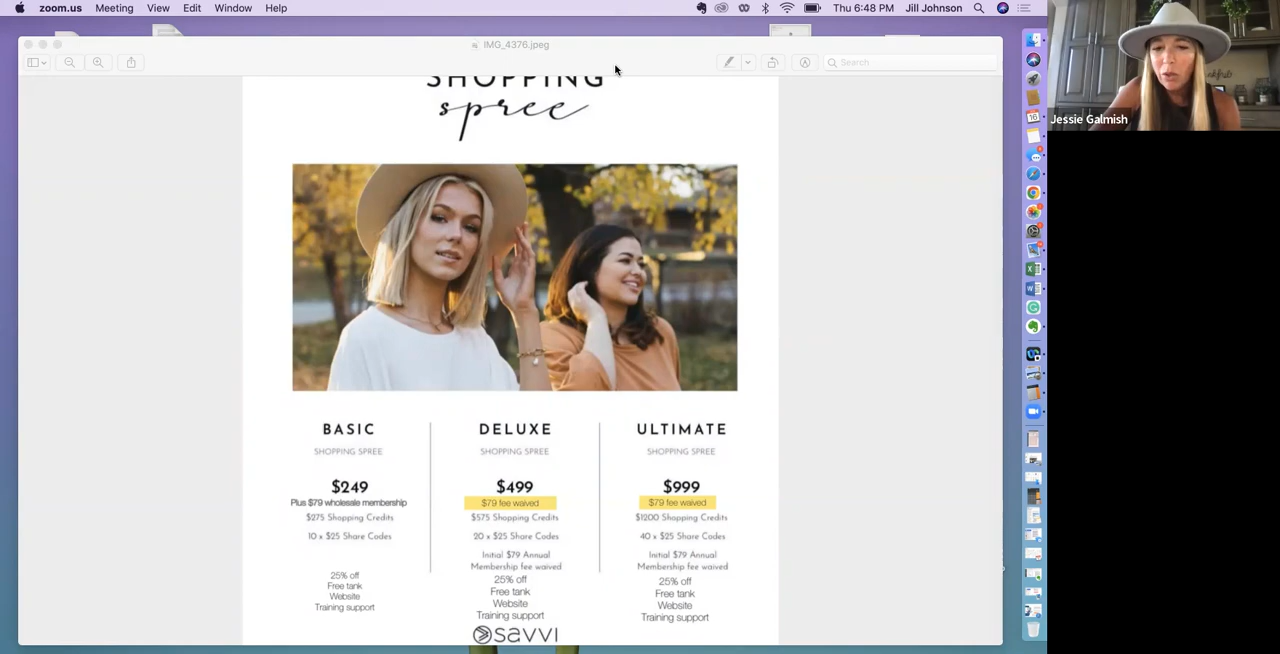 zoom.us Meeting View Edit Window Help Thu 6:48 PM Jill Johnson
IMG_4376.jpeg
Search
SHOPPING
spree
Jessie Galmish
BASIC
SHOPPING SPREE
$249
Plus $79 wholesale membership
$275 Shopping Credits
10 x $25 Share Codes
25% off
Free tank
Website
Training support
DELUXE
SHOPPING SPREE
$499
$79 fee waived
$575 Shopping Credits
20 x $25 Share Codes
Initial $79 Annual
Membership fee waived
25% off
Free tank
Website
Training support
ULTIMATE
SHOPPING SPREE
$999
$79 fee waived
$1200 Shopping Credits
40 x $25 Share Codes
Initial $79 Annual
Membership fee waived
25% off
Free tank
Website
Training support
savvi
16